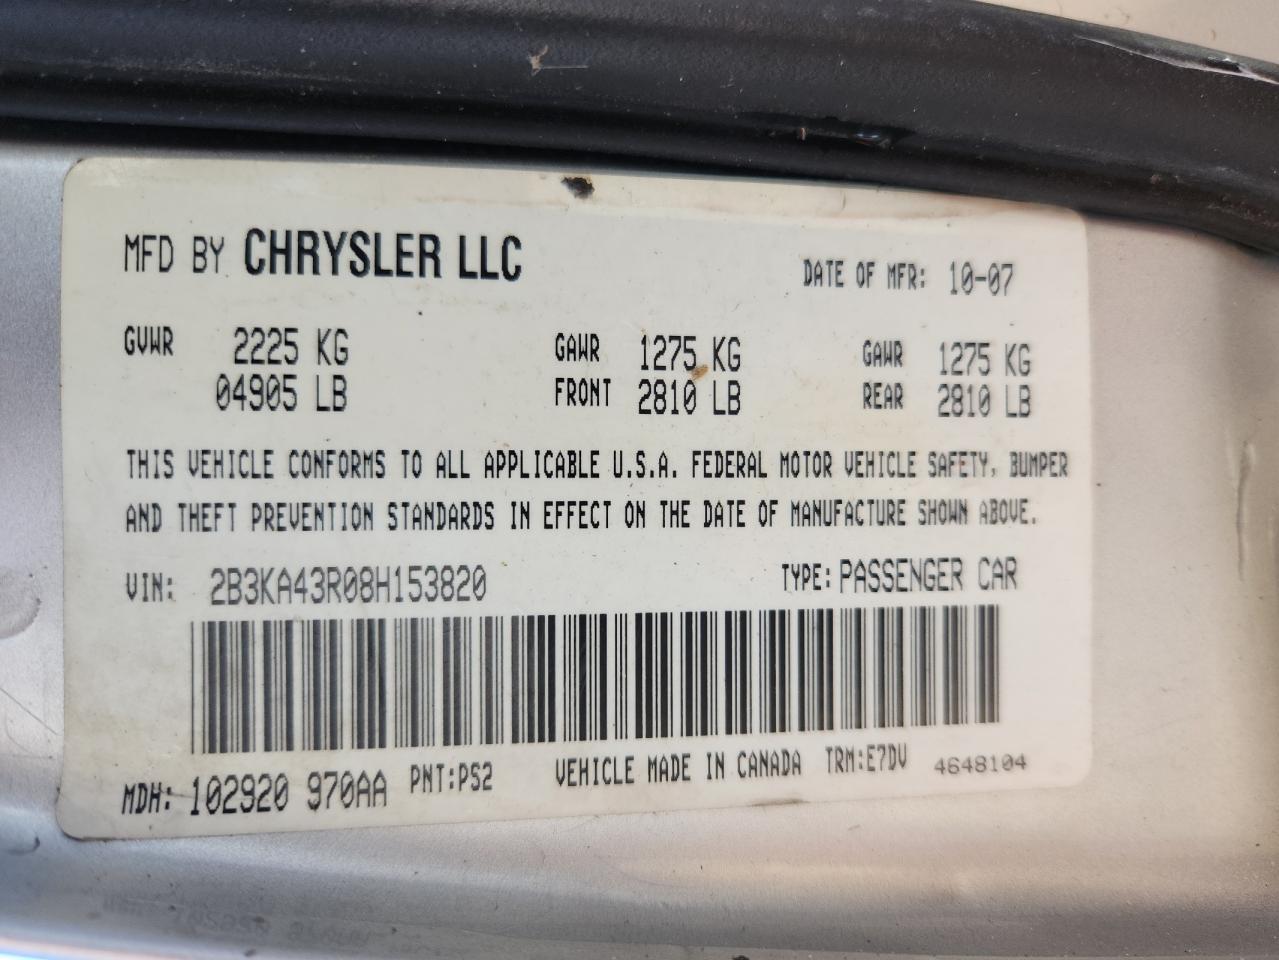 MFD BY CHRYSLER LLC
DATE OF MFR: 10-07
GVWR 2225 KG
04905 LB
GAWR FRONT 1275 KG
2810 LB
GAWR REAR 1275 KG
2810 LB
THIS VEHICLE CONFORMS TO ALL APPLICABLE U.S.A. FEDERAL MOTOR VEHICLE SAFETY, BUMPER
AND THEFT PREVENTION STANDARDS IN EFFECT ON THE DATE OF MANUFACTURE SHOWN ABOVE.
VIN: 2B3KA43R08H153820
TYPE: PASSENGER CAR
MDH: 102920 970AA PNT:PS2 VEHICLE MADE IN CANADA TRM:E7DV 4648104